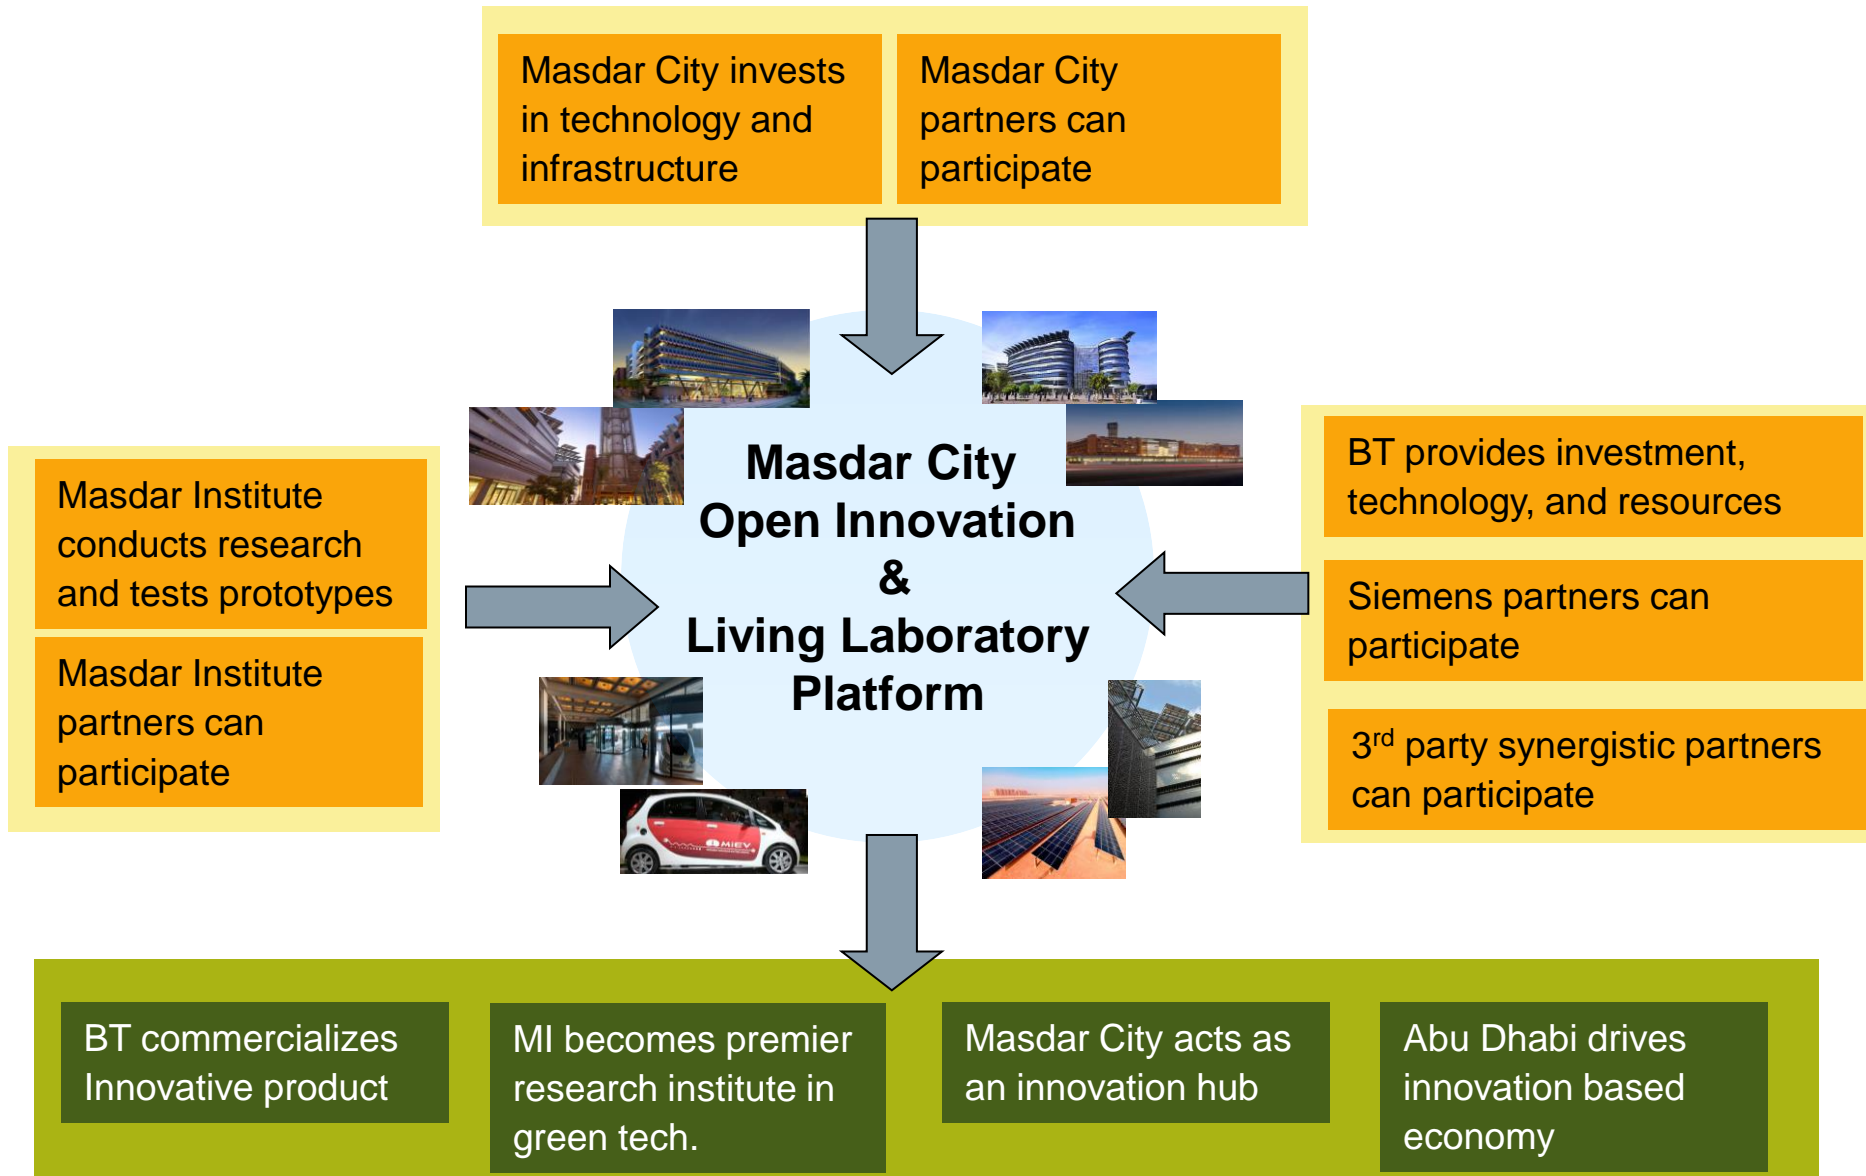 Masdar City invests
in technology and
infrastructure
Masdar City
partners can
participate
Masdar Institute
conducts research
and tests prototypes
Masdar Institute
partners can
participate
Masdar City
Open Innovation
&
Living Laboratory
Platform
MiEV
BT provides investment,
technology, and resources
Siemens partners can
participate
3rd party synergistic partners
can participate
BT commercializes
Innovative product
MI becomes premier
research institute in
green tech.
Masdar City acts as
an innovation hub
Abu Dhabi drives
innovation based
economy